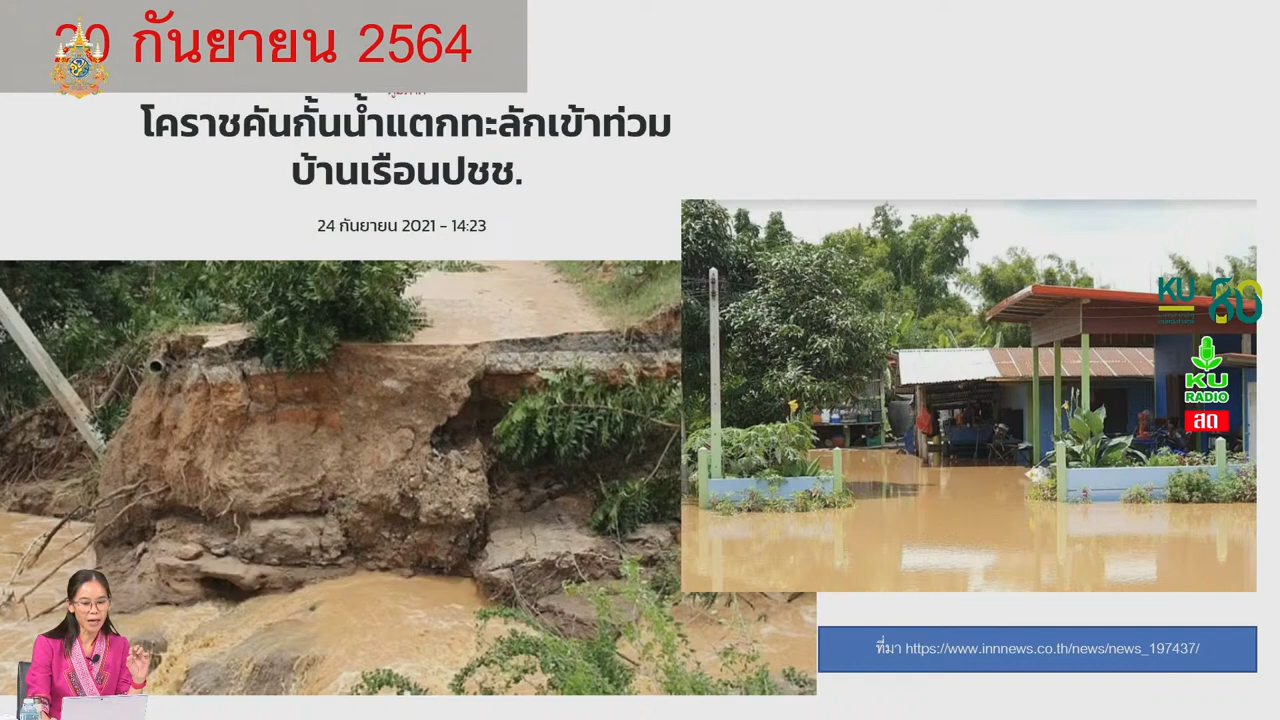 20 กันยายน 2564
โคราชคันกั้นน้ำแตกทะลักเข้าท่วม
บ้านเรือนปชช.
24 กันยายน 2021 - 14:23
KU
KU
RADIO
สด
ที่มา https://www.innnews.co.th/news/news_197437/